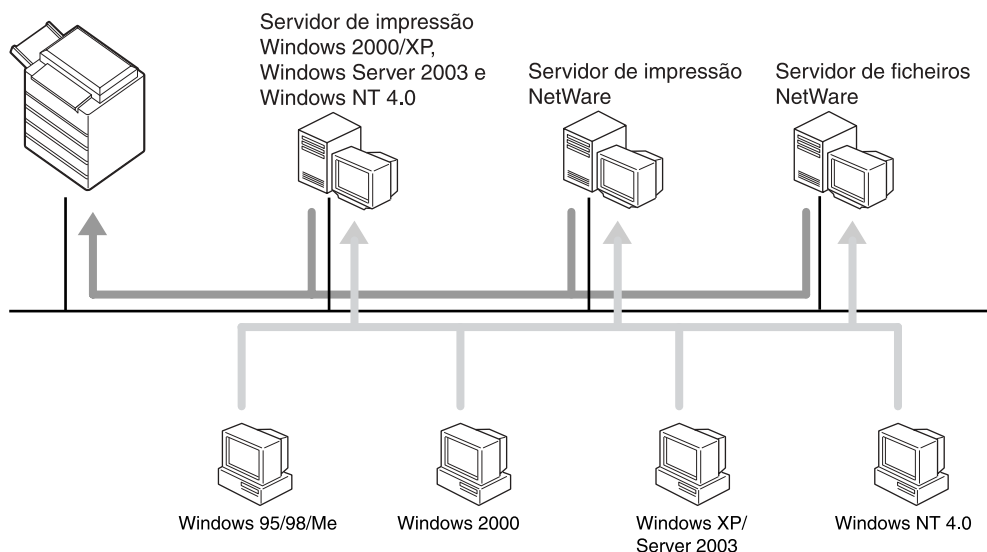 Servidor de impressão
Windows 2000/XP,
Windows Server 2003 e
Windows NT 4.0
Servidor de impressão
NetWare
Servidor de ficheiros
NetWare
Windows 95/98/Me
Windows 2000
Windows XP/
Server 2003
Windows NT 4.0